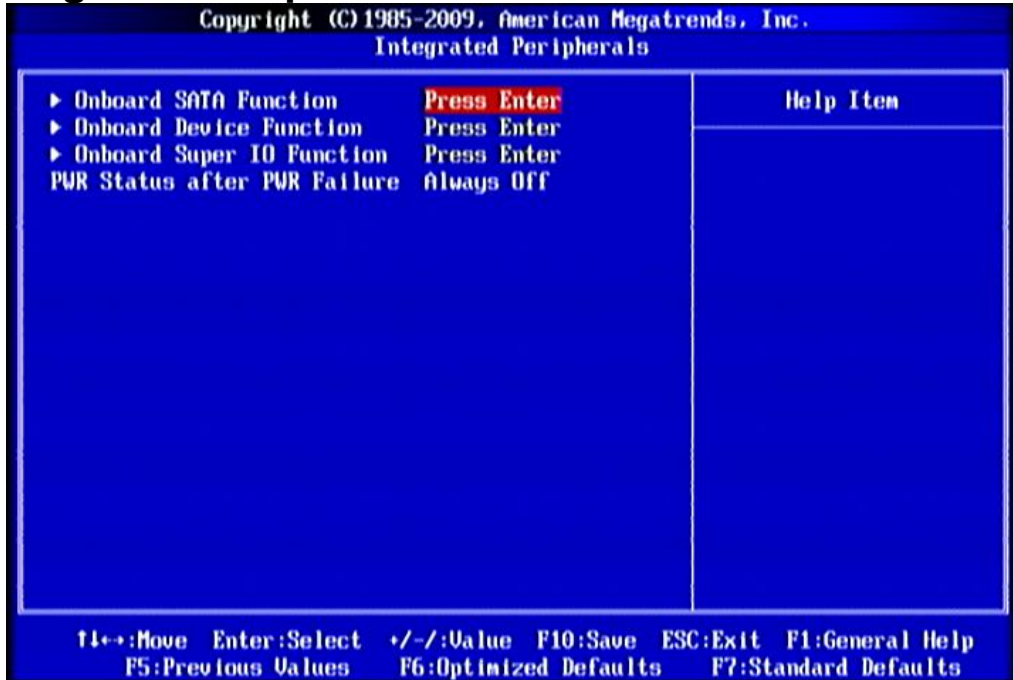 Copyright (C)1985-2009, American Megatrends, Inc.
Integrated Peripherals
▶ Onboard SATA Function Press Enter
▶ Onboard Device Function Press Enter
▶ Onboard Super IO Function Press Enter
PWR Status after PWR Failure Always Off
Help Item
↑↓←→:Move Enter:Select +/-/:Value F10:Save ESC:Exit F1:General Help
F5:Previous Values F6:Optimized Defaults F7:Standard Defaults